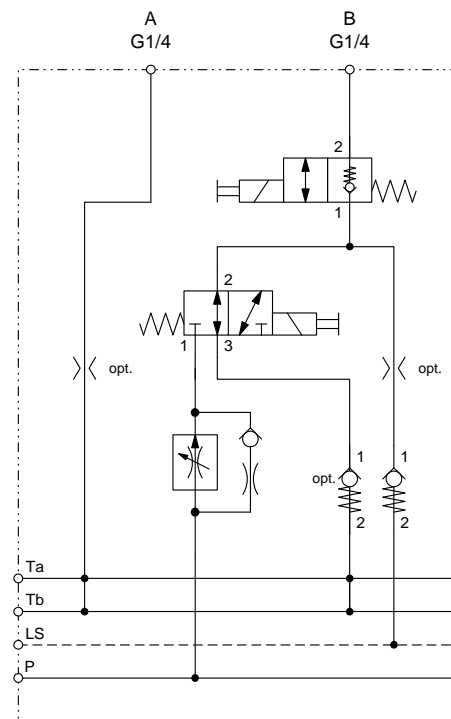 A B
G1/4 G1/4
2
1
2
1 3
opt. opt.
1 1
opt.
2 2
Ta
Tb
LS
P